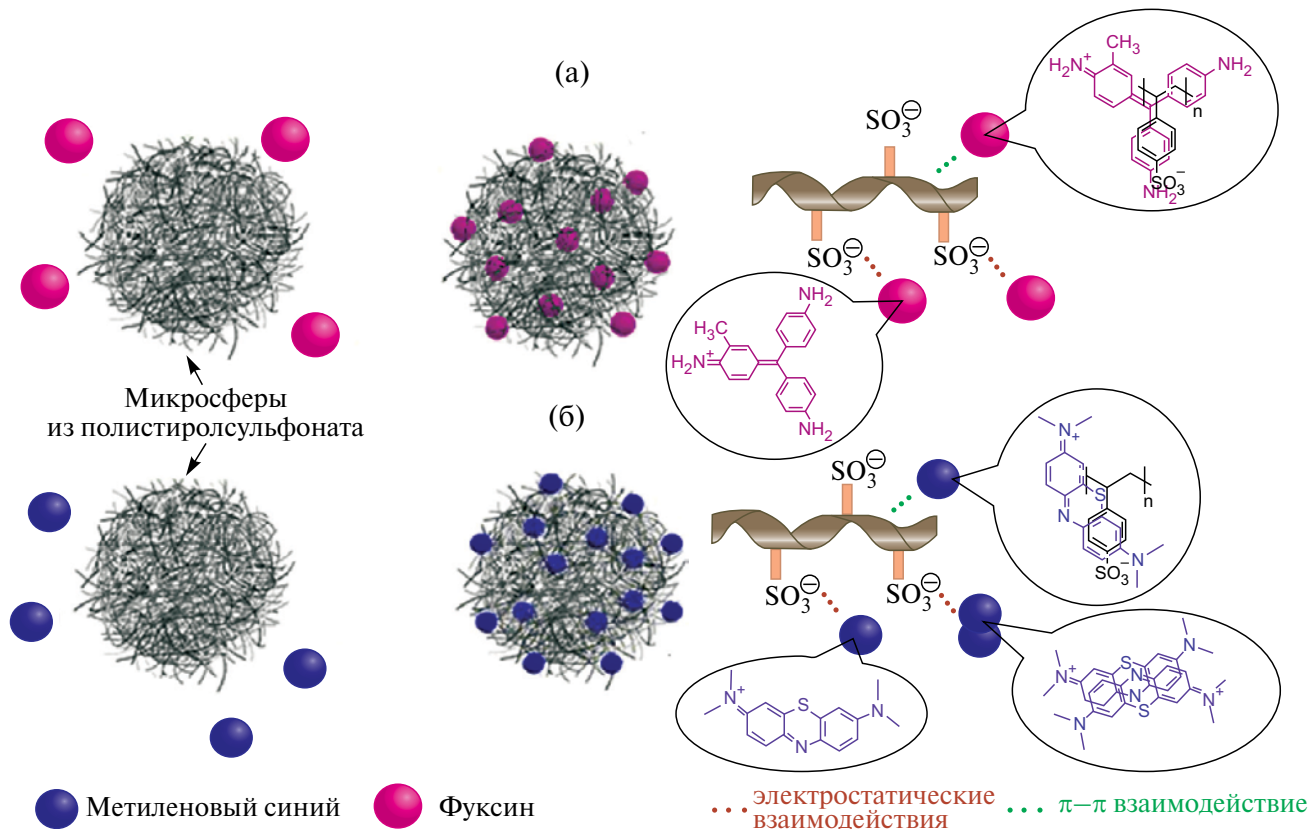 (а)
CH₃
H₂N
+
NH₂
n
SO₃⁻
NH₂
SO₃⊖
SO₃⊖
SO₃⊖
NH₂
H₃C
H₂N
+
NH₂
Микросферы
из полистиролсульфоната
(б)
N
+
S
N
n
N
SO₃⁻
SO₃⊖
SO₃⊖
SO₃⊖
N
+
S
N
N
N
+
S
N
N
N
N
S
N
+
Метиленовый синий
Фуксин
электростатические
взаимодействия
π–π взаимодействие